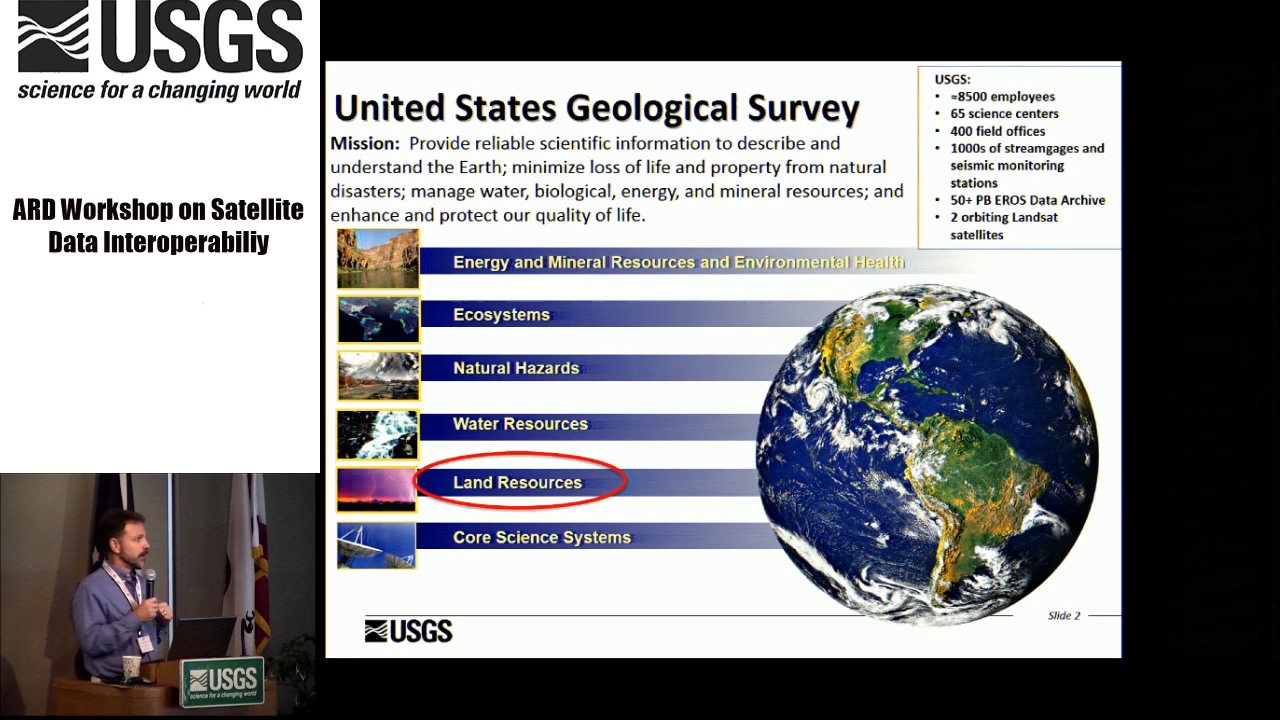 USGS
science for a changing world
ARD Workshop on Satellite
Data Interoperabiliy
United States Geological Survey
Mission: Provide reliable scientific information to describe and
understand the Earth; minimize loss of life and property from natural
disasters; manage water, biological, energy, and mineral resources; and
enhance and protect our quality of life.
USGS:
• ≈8500 employees
• 65 science centers
• 400 field offices
• 1000s of streamgages and
seismic monitoring
stations
• 50+ PB EROS Data Archive
• 2 orbiting Landsat
satellites
Energy and Mineral Resources and Environmental Health
Ecosystems
Natural Hazards
Water Resources
Land Resources
Core Science Systems
Slide 2
USGS
USGS
science for a changing world